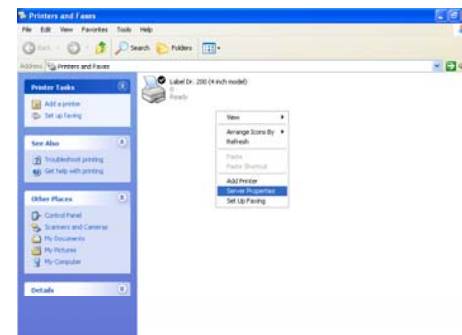 Printers and Faxes
File Edit View Favorites Tools Help
Back Search Folders
Address Printers and Faxes
Printer Tasks
Add a printer
Set up faxing
See Also
Troubleshoot printing
Get help with printing
Other Places
Control Panel
Scanners and Cameras
My Documents
My Pictures
My Computer
Details
Label Dr. 200 (4 inch model)
0
Ready
View
Arrange Icons By
Refresh
Paste
Paste Shortcut
Add Printer
Server Properties
Set Up Faxing